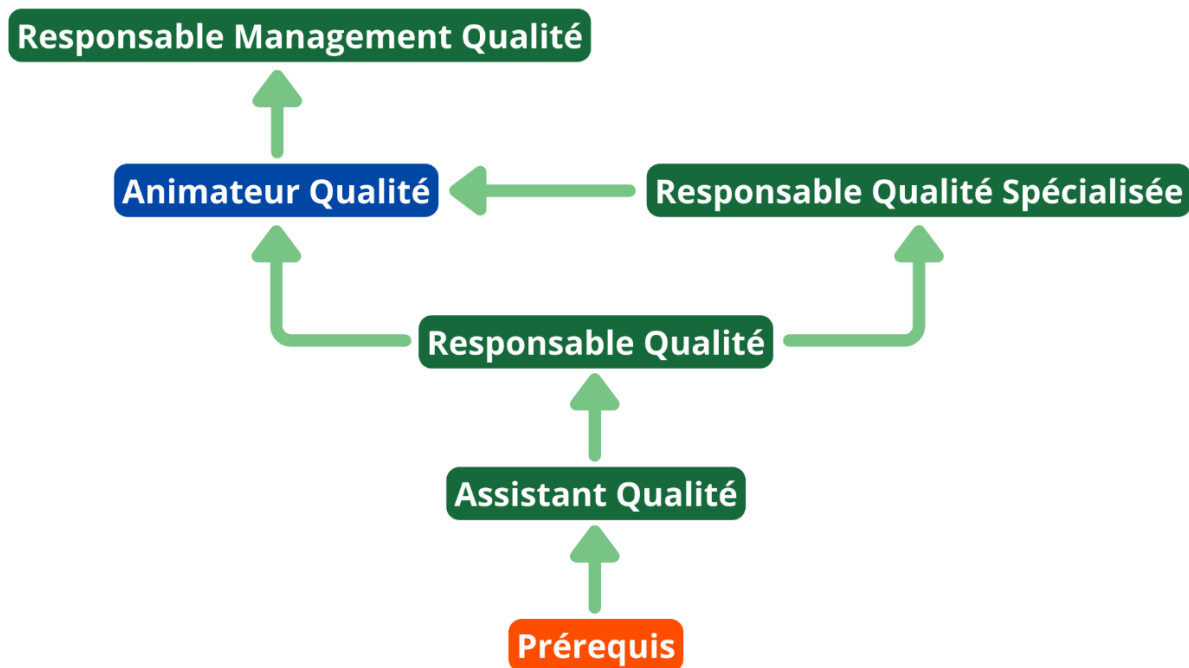 Responsable Management Qualité
Animateur Qualité
Responsable Qualité Spécialisée
Responsable Qualité
Assistant Qualité
Prérequis